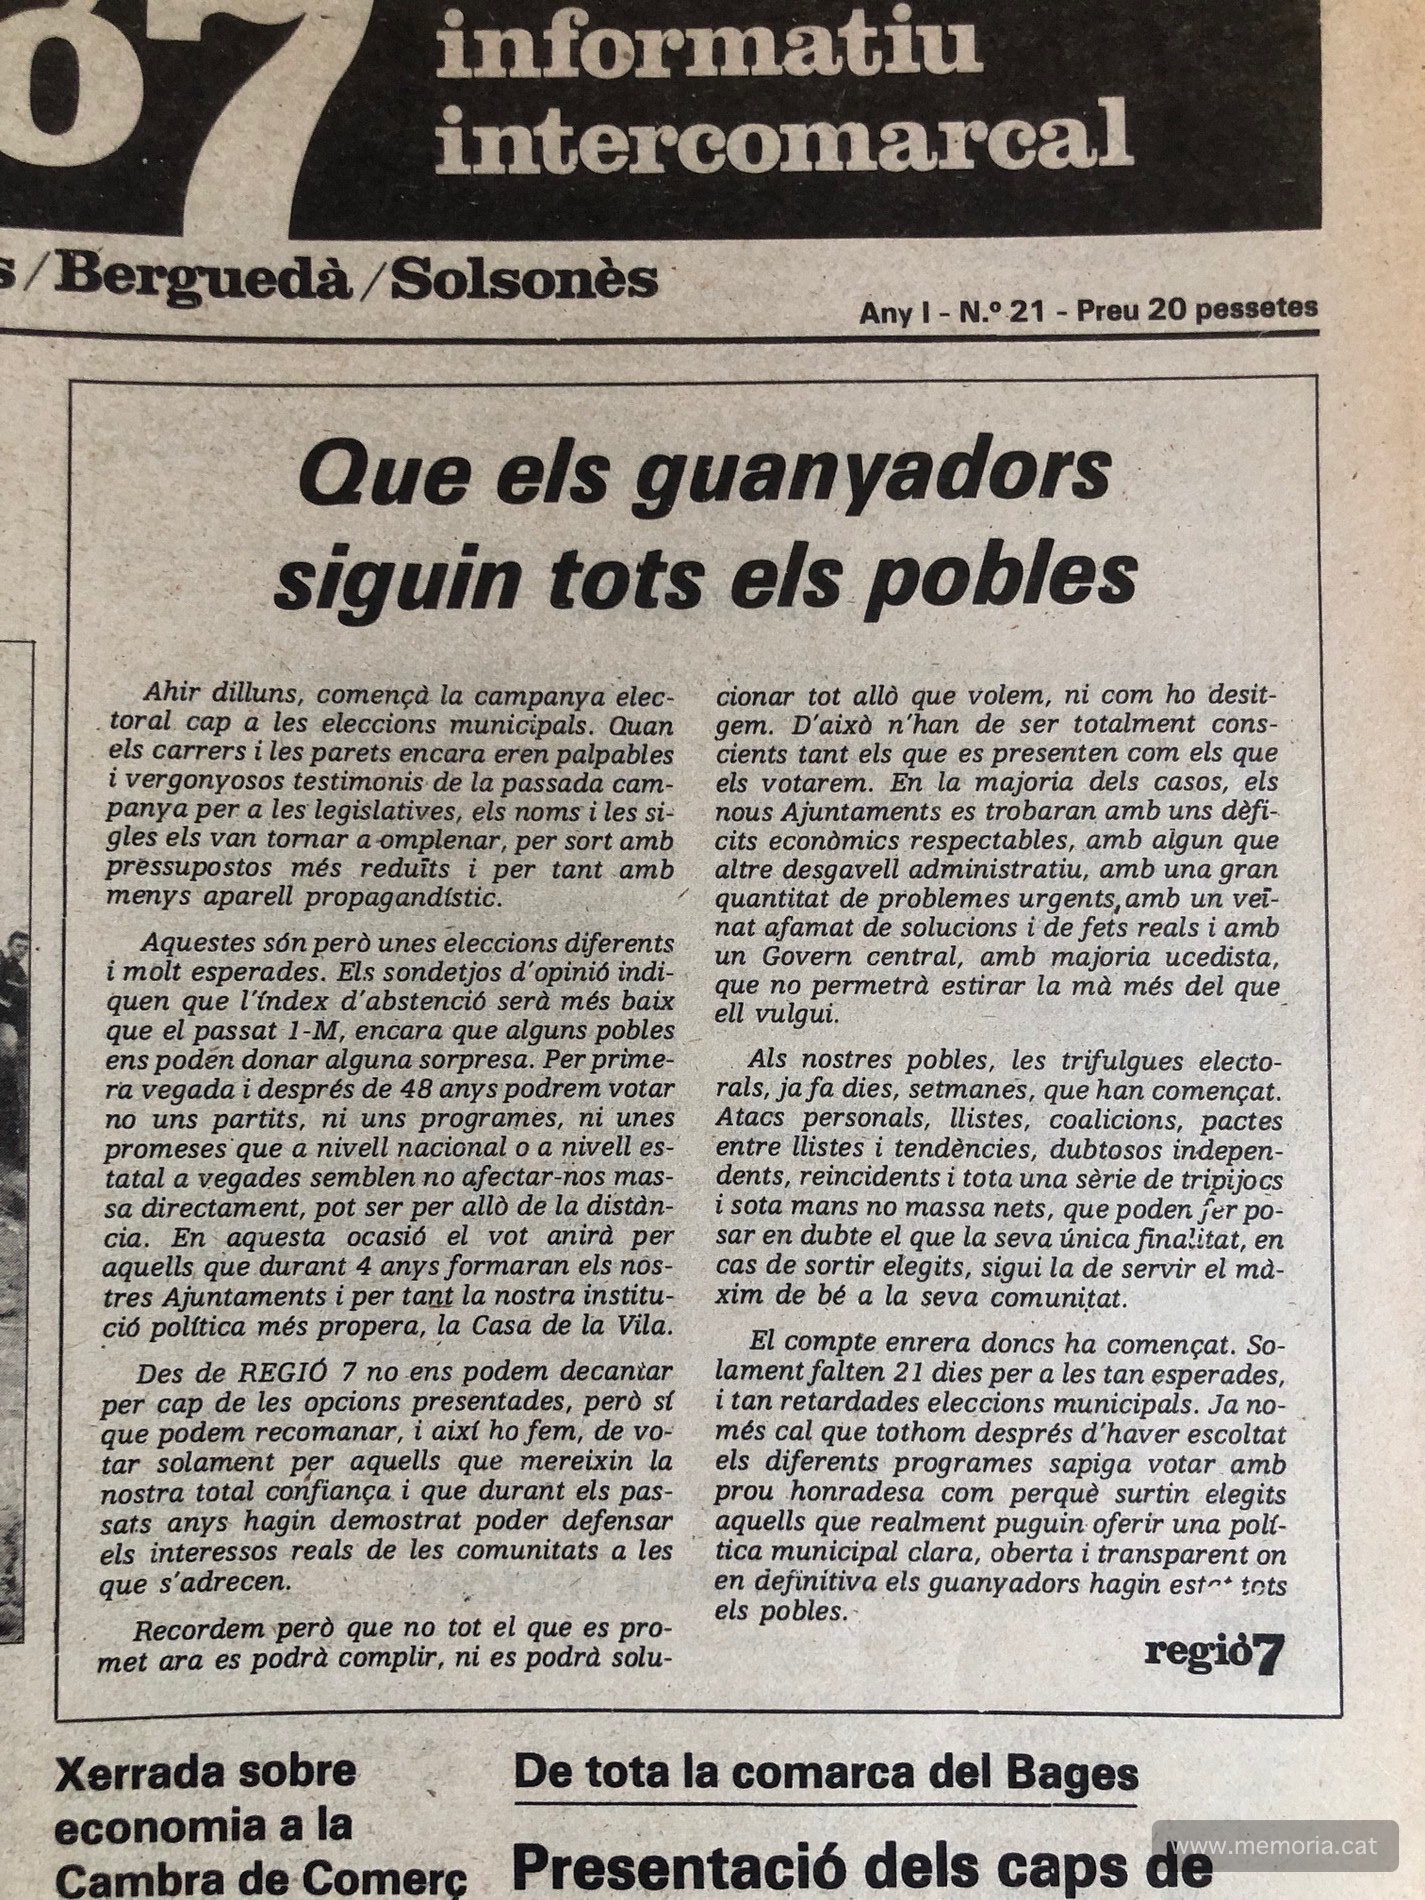 67
informatiu
intercomarcal
s/Berguedà/Solsonès
Any I - N.º 21 - Preu 20 pessetes
Que els guanyadors
siguin tots els pobles
Ahir dilluns, començà la campanya elec-
toral cap a les eleccions municipals. Quan
els carrers i les parets encara eren palpables
i vergonyosos testimonis de la passada cam-
panya per a les legislatives, els noms i les si-
gles els van tornar a omplenar, per sort amb
pressupostos més reduïts i per tant amb
menys aparell propagandístic.
Aquestes són però unes eleccions diferents
i molt esperades. Els sondetjos d'opinió indi-
quen que l'índex d'abstenció serà més baix
que el passat 1-M, encara que alguns pobles
ens poden donar alguna sorpresa. Per prime-
ra vegada i després de 48 anys podrem votar
no uns partits, ni uns programes, ni unes
promeses que a nivell nacional o a nivell es-
tatal a vegades semblen no afectar-nos mas-
sa directament, pot ser per allò de la distàn-
cia. En aquesta ocasió el vot anirà per
aquells que durant 4 anys formaran els nos-
tres Ajuntaments i per tant la nostra institu-
ció política més propera, la Casa de la Vila.
Des de REGIÓ 7 no ens podem decantar
per cap de les opcions presentades, però sí
que podem recomanar, i així ho fem, de vo-
tar solament per aquells que mereixin la
nostra total confiança i que durant els pas-
sats anys hagin demostrat poder defensar
els interessos reals de les comunitats a les
que s'adrecen.
Recordem però que no tot el que es pro-
met ara es podrà complir, ni es podrà solu-
cionar tot allò que volem, ni com ho desit-
gem. D'això n'han de ser totalment cons-
cients tant els que es presenten com els que
els votarem. En la majoria dels casos, els
nous Ajuntaments es trobaran amb uns dèfi-
cits econòmics respectables, amb algun que
altre desgavell administratiu, amb una gran
quantitat de problemes urgents, amb un veï-
nat afamat de solucions i de fets reals i amb
un Govern central, amb majoria ucedista,
que no permetrà estirar la mà més del que
ell vulgui.
Als nostres pobles, les trifulgues electo-
rals, ja fa dies, setmanes, que han començat.
Atacs personals, llistes, coalicions, pactes
entre llistes i tendències, dubtosos indepen-
dents, reincidents i tota una sèrie de tripijocs
i sota mans no massa nets, que poden fer po-
sar en dubte el que la seva única finalitat, en
cas de sortir elegits, sigui la de servir el mà-
xim de bé a la seva comunitat.
El compte enrera doncs ha començat. So-
lament falten 21 dies per a les tan esperades,
i tan retardades eleccions municipals. Ja no-
més cal que tothom després d'haver escoltat
els diferents programes sapiga votar amb
prou honradesa com perquè surtin elegits
aquells que realment puguin oferir una polí-
tica municipal clara, oberta i transparent on
en definitiva els guanyadors hagin estat tots
els pobles.
regió7
Xerrada sobre
economia a la
Cambra de Comerç
De tota la comarca del Bages
Presentació dels caps de
www.memoria.cat